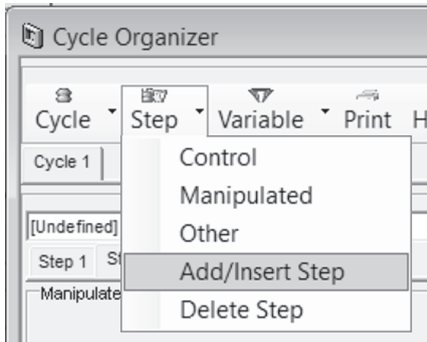 Cycle Organizer
Cycle Step Variable Print H
Cycle 1
Control
Manipulated
[Undefined]
Other
Step 1 St
Add/Insert Step
Manipulate
Delete Step